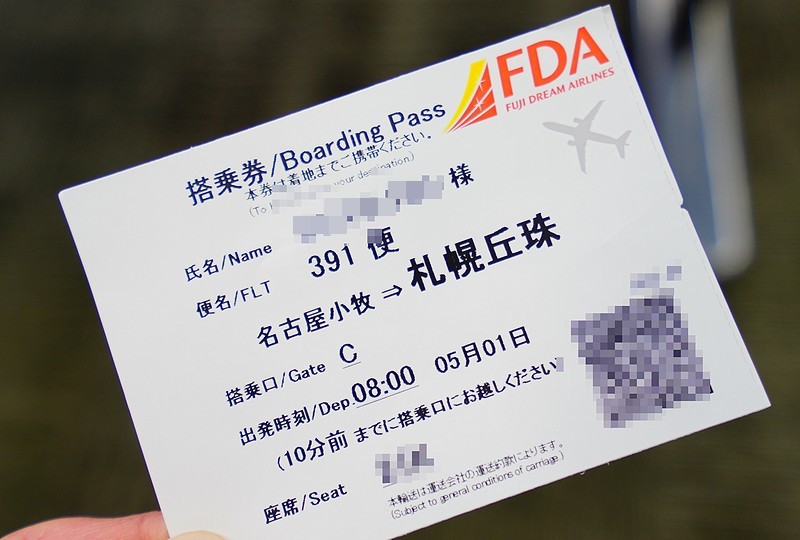 FDA
FUJI DREAM AIRLINES
搭乗券/Boarding Pass
本券は着地までご携帯ください。
(To your destination)
様
氏名/Name
便名/FLT 391 便
名古屋小牧 ⇒ 札幌丘珠
搭乗口/Gate C
出発時刻/Dep. 08:00 05月01日
(10分前 までに搭乗口にお越しください
座席/Seat
本輸送は運送会社の運送約款によります。
(Subject to general conditions of carriage.)